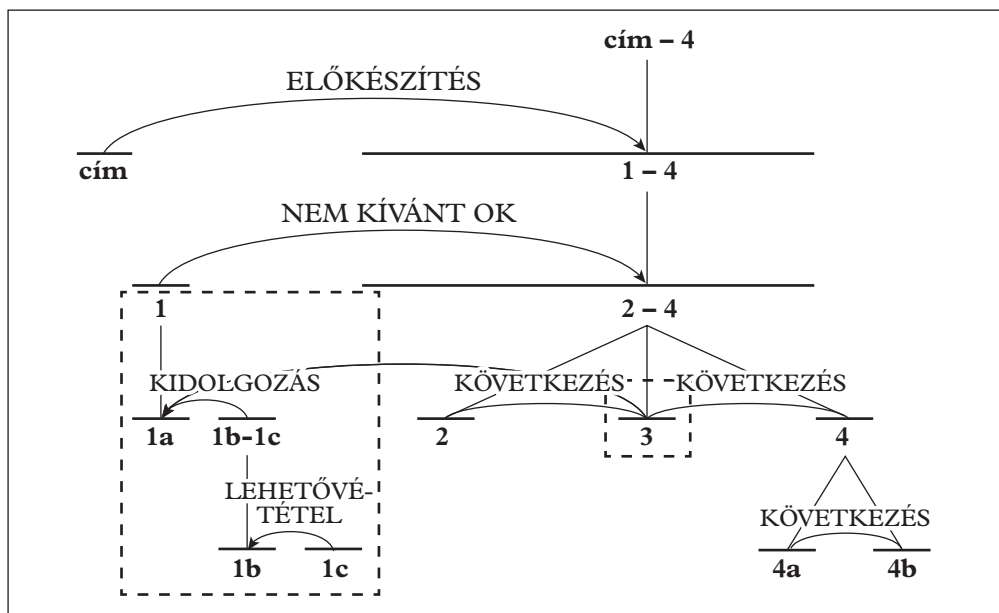 cím – 4
ELŐKÉSZÍTÉS
cím
1 – 4
NEM KÍVÁNT OK
1
2 – 4
KIDOLGOZÁS
KÖVETKEZÉS
KÖVETKEZÉS
1a
1b-1c
2
3
4
LEHETŐVÉ-
TÉTEL
KÖVETKEZÉS
1b
1c
4a
4b